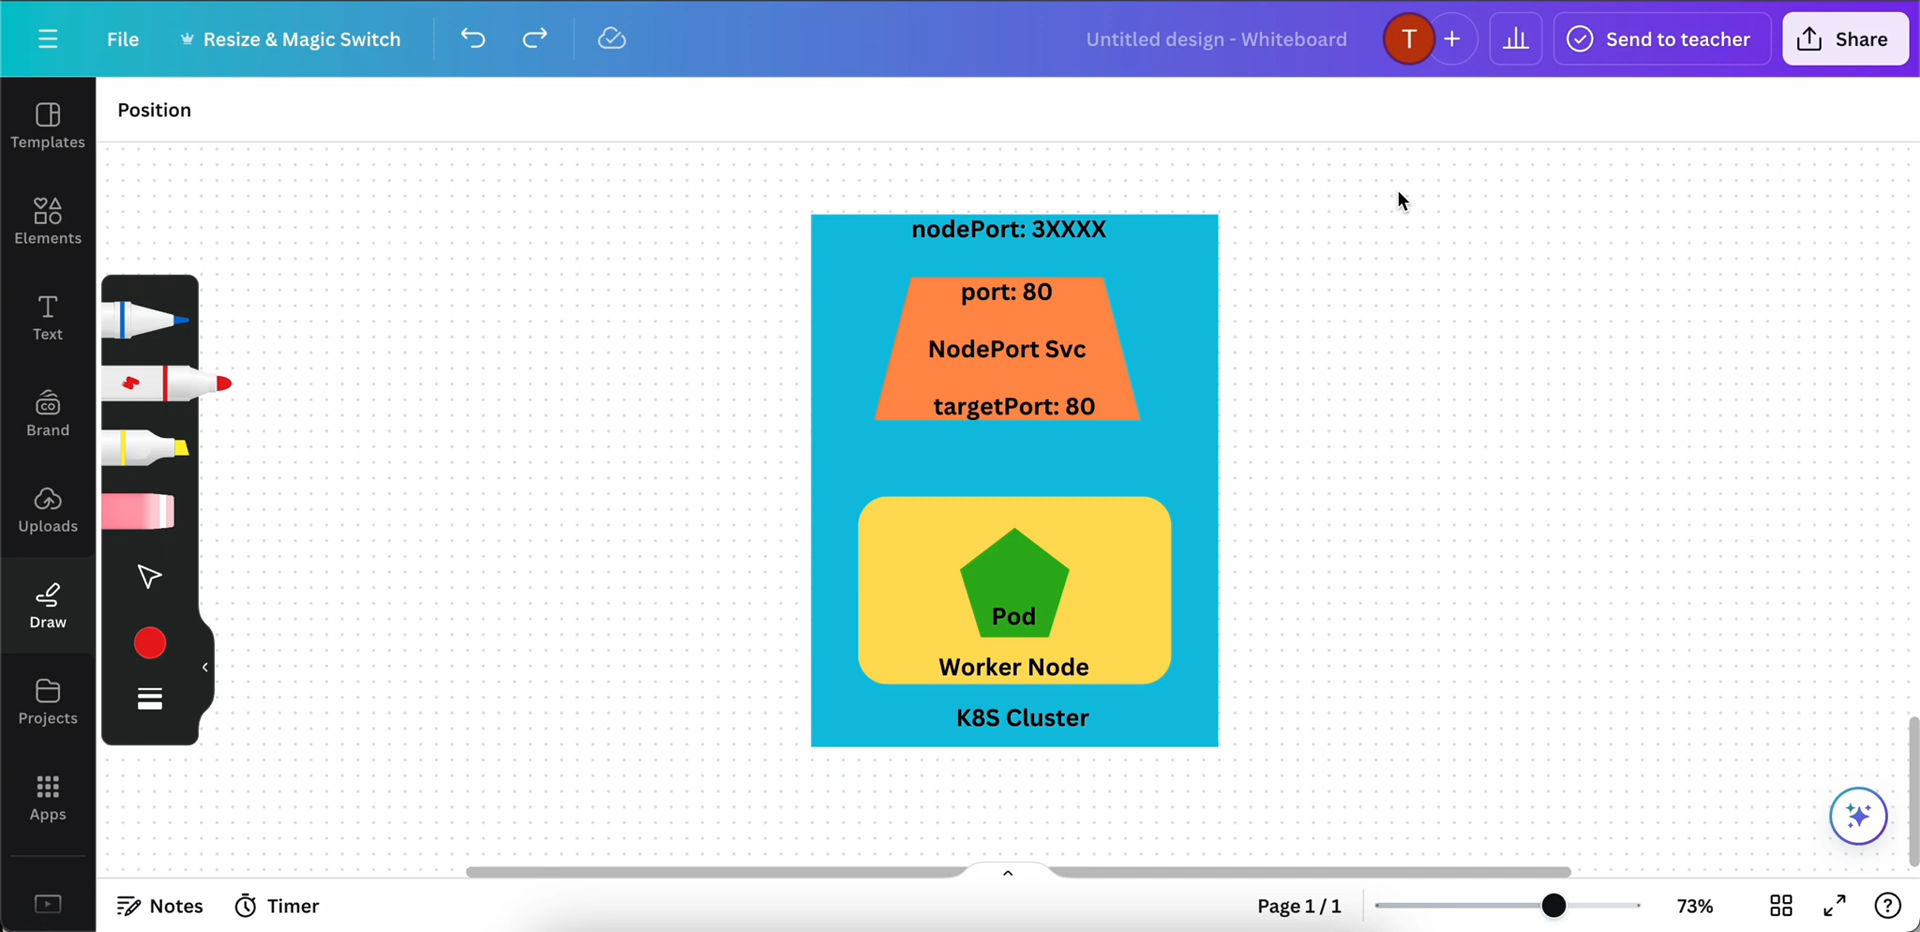 File
Resize & Magic Switch
Untitled design - Whiteboard
T
Send to teacher
Share
Position
Templates
Elements
Text
Brand
Uploads
Draw
Projects
Apps
CO
nodePort: 3XXXX
port: 80
NodePort Svc
targetPort: 80
Pod
Worker Node
K8S Cluster
Notes
Timer
Page 1 / 1
73%